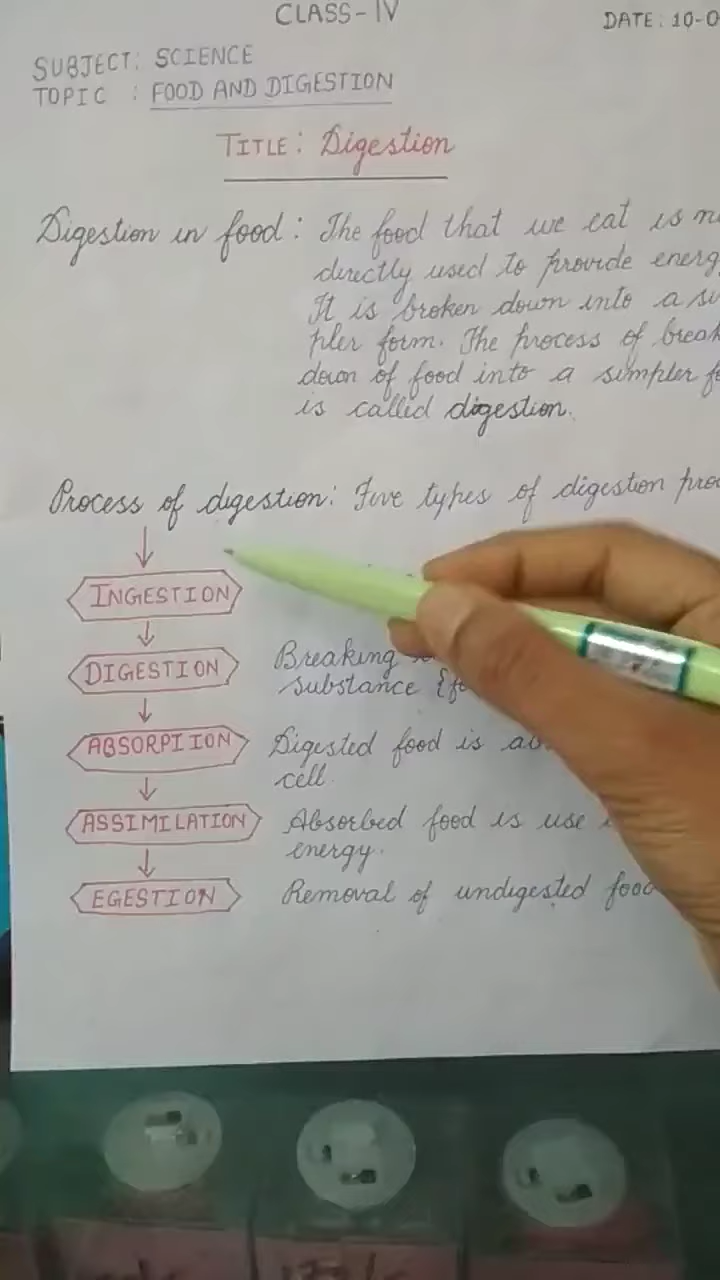 CLASS-IV
DATE: 10-0
SUBJECT: SCIENCE
TOPIC : FOOD AND DIGESTION
TITLE: Digestion
Digestion in food: The food that we eat is
directly used to provide energ
It is broken down into a
pler form. The process of break
down of food into a simpler
is called digestion.
Process of digestion: Five types of digestion
INGESTION
DIGESTION Breaking
substance
ABSORPTION Digested food is
cell.
ASSIMILATION Absorbed food is use
energy.
EGESTION Removal of undigested food